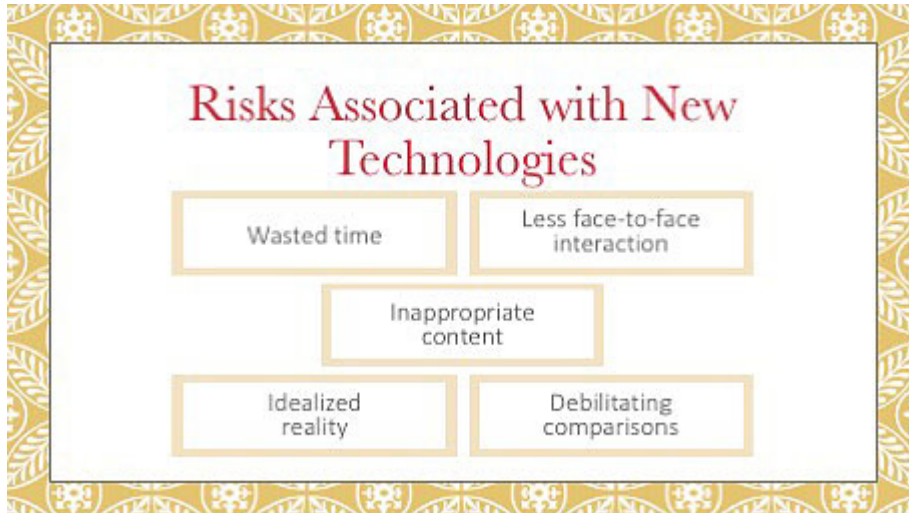 Risks Associated with New
Technologies
Wasted time
Less face-to-face
interaction
Inappropriate
content
Idealized
reality
Debilitating
comparisons